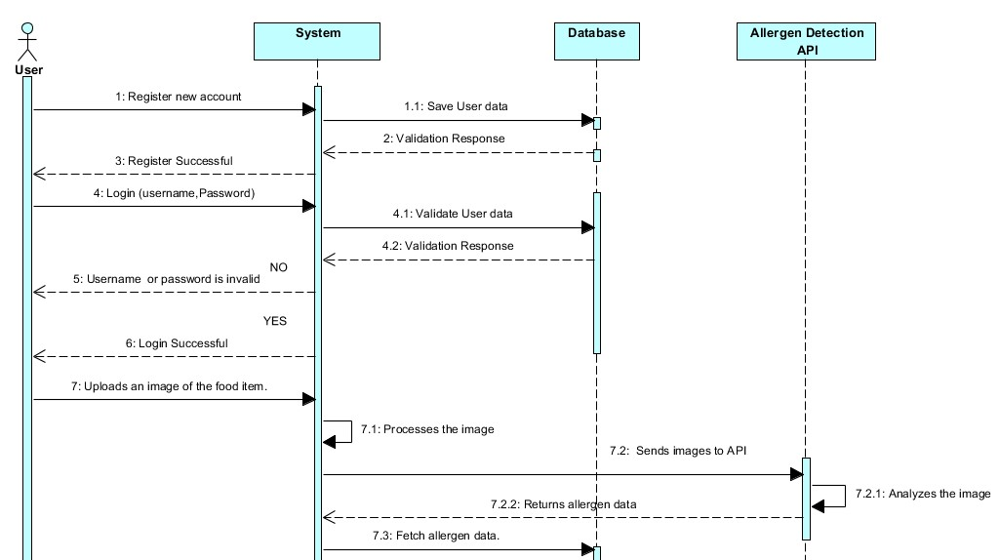 System
Database
Allergen Detection
API
User
1: Register new account
1.1: Save User data
2: Validation Response
3: Register Successful
4: Login (username,Password)
4.1: Validate User data
4.2: Validation Response
NO
5: Username  or password is invalid
YES
6: Login Successful
7: Uploads an image of the food item.
7.1: Processes the image
7.2:  Sends images to API
7.2.1: Analyzes the image
7.2.2: Returns allergen data
7.3: Fetch allergen data.